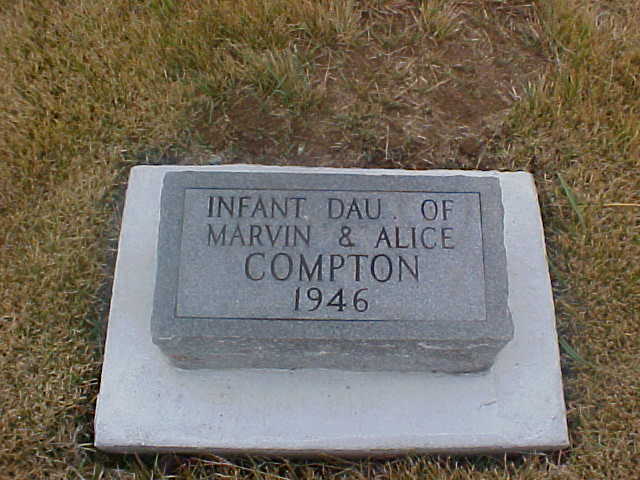 INFANT DAU. OF
MARVIN & ALICE
COMPTON
1946